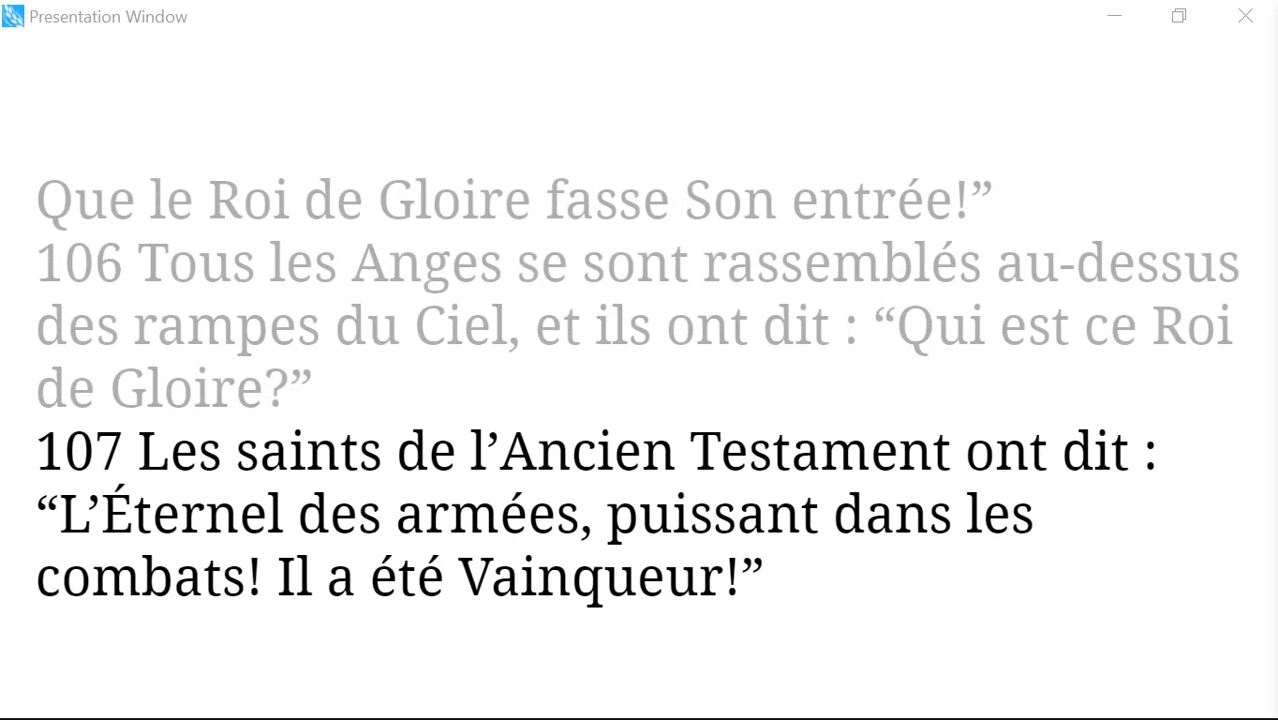 Presentation Window
Que le Roi de Gloire fasse Son entrée!”
106 Tous les Anges se sont rassemblés au-dessus
des rampes du Ciel, et ils ont dit : “Qui est ce Roi
de Gloire?”
107 Les saints de l’Ancien Testament ont dit :
“L’Éternel des armées, puissant dans les
combats! Il a été Vainqueur!”